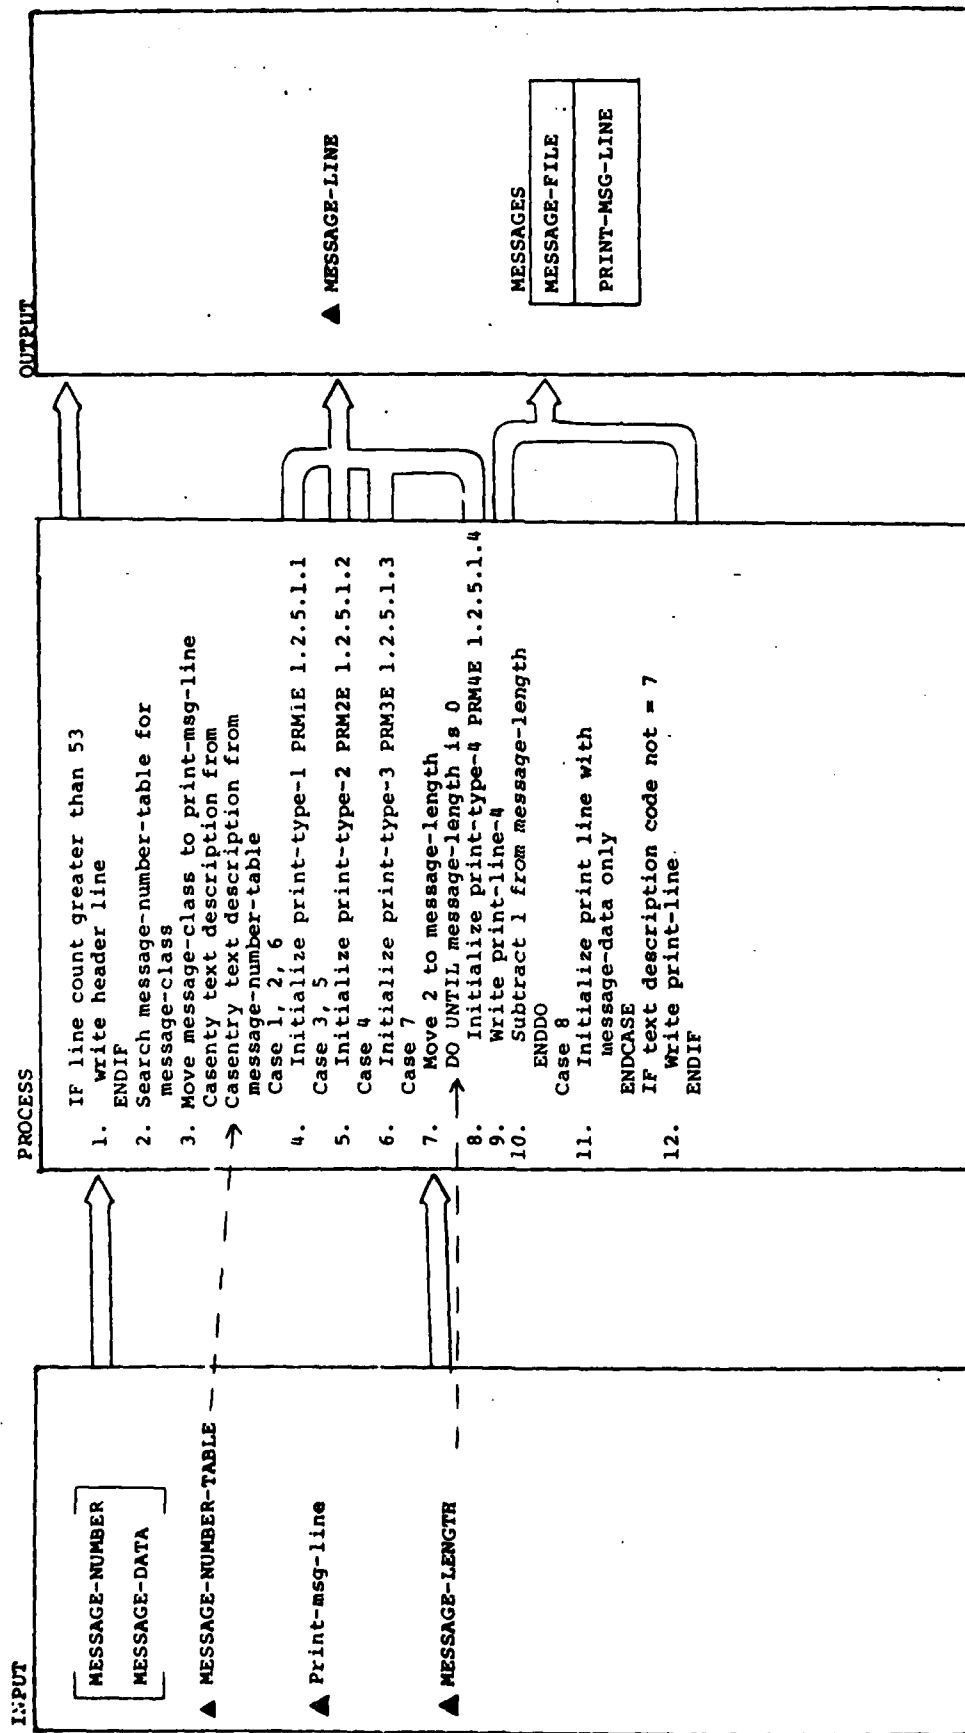 INPUT
MESSAGE-NUMBER
MESSAGE-DATA
▲ MESSAGE-NUMBER-TABLE
▲ Print-msg-line
▲ MESSAGE-LENGTH
PROCESS
IF line count greater than 53
1. write header line
ENDIF
2. Search message-number-table for
message-class
3. Move message-class to print-msg-line
Casenty text description from
Casentry text description from
message-number-table
Case 1, 2, 6
4. Initialize print-type-1 PRM1E 1.2.5.1.1
Case 3, 5
5. Initialize print-type-2 PRM2E 1.2.5.1.2
Case 4
6. Initialize print-type-3 PRM3E 1.2.5.1.3
Case 7
7. Move 2 to message-length
DO UNTIL message-length is 0
8. Initialize print-type-4 PRM4E 1.2.5.1.4
9. Write print-line-4
10. Subtract 1 from message-length
ENDDO
Case 8
11. Initialize print line with
message-data only
ENDCASE
IF text description code not = 7
12. Write print-line
ENDIF
OUTPUT
▲ MESSAGE-LINE
MESSAGES
MESSAGE-FILE
PRINT-MSG-LINE